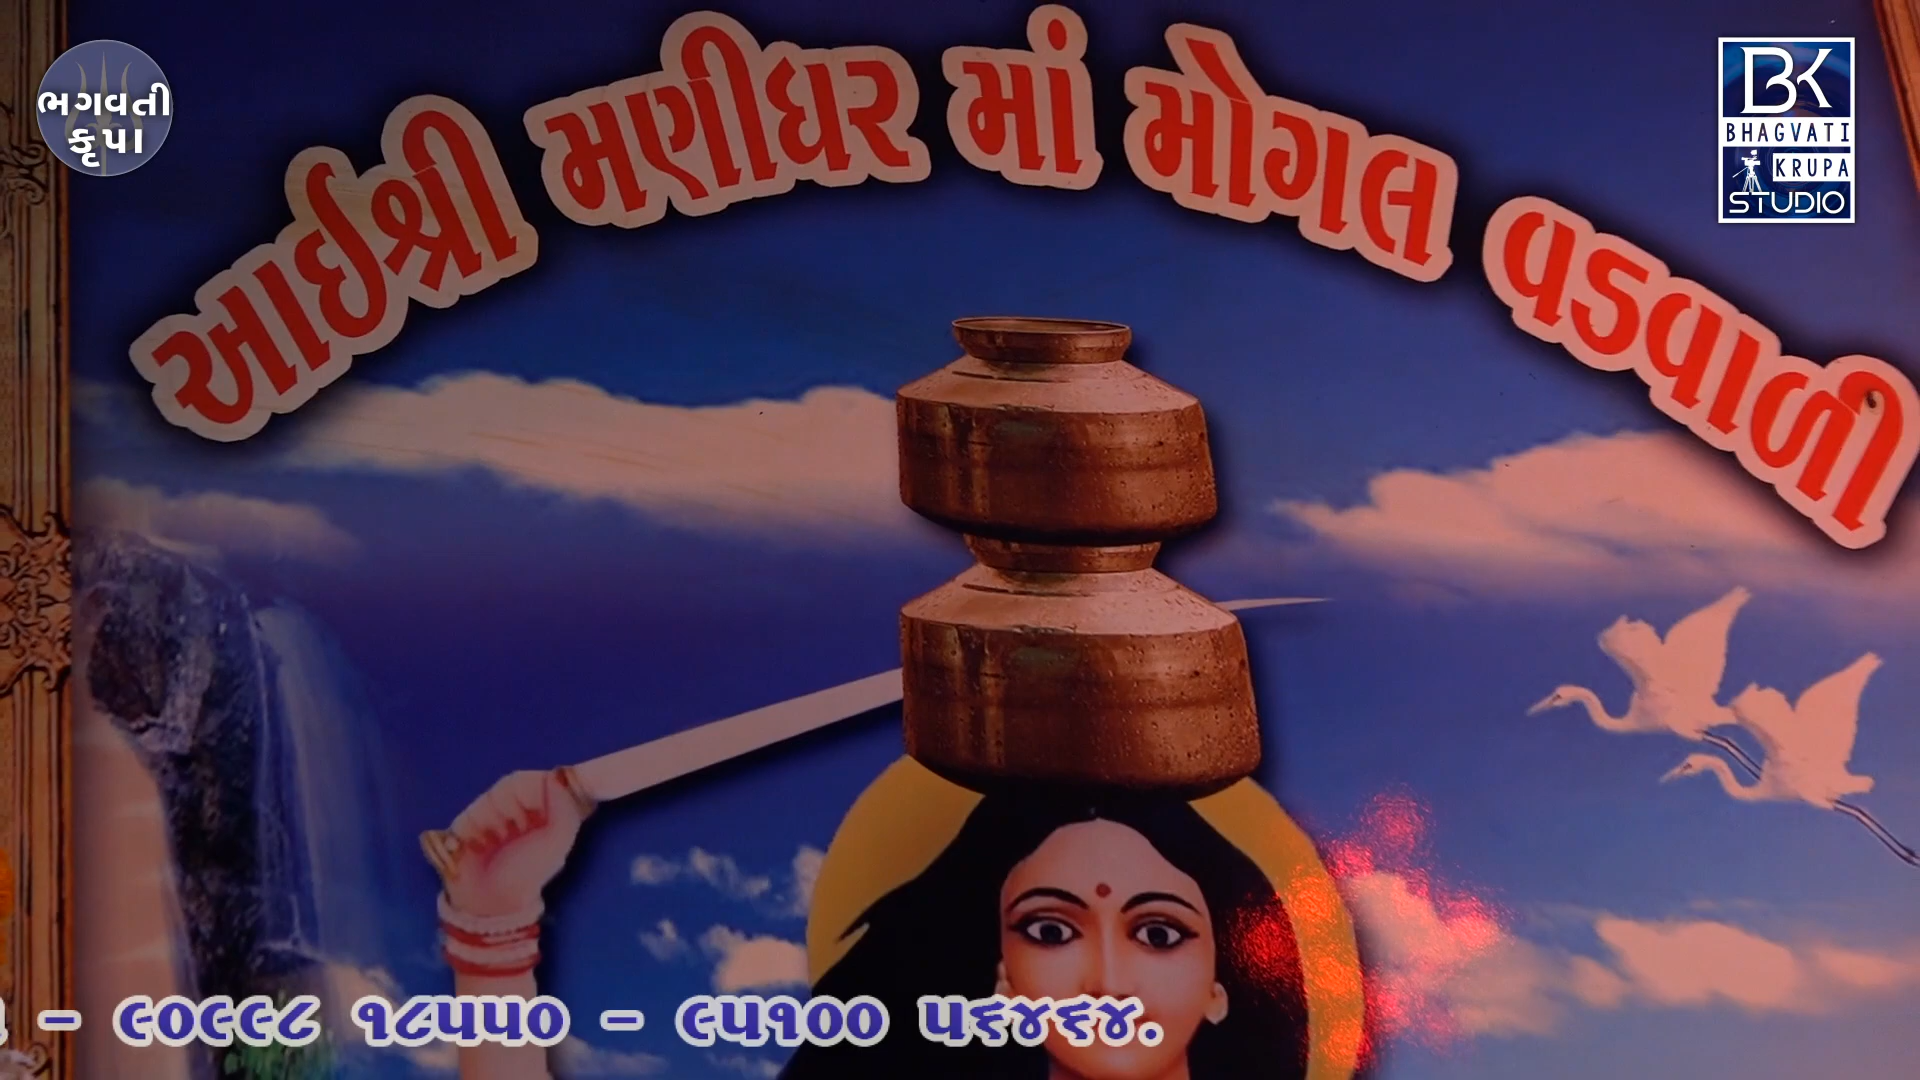 ભગવતી
કૃપા
BK
BHAGVATI
KRUPA
STUDIO
આઈશ્રી મણીધર માં મોગલ વડવાળી
- ૯૦૯૯૮ ૧૮૫૫૦ - ૯૫૧૦૦ ૫૬૪૬૪.